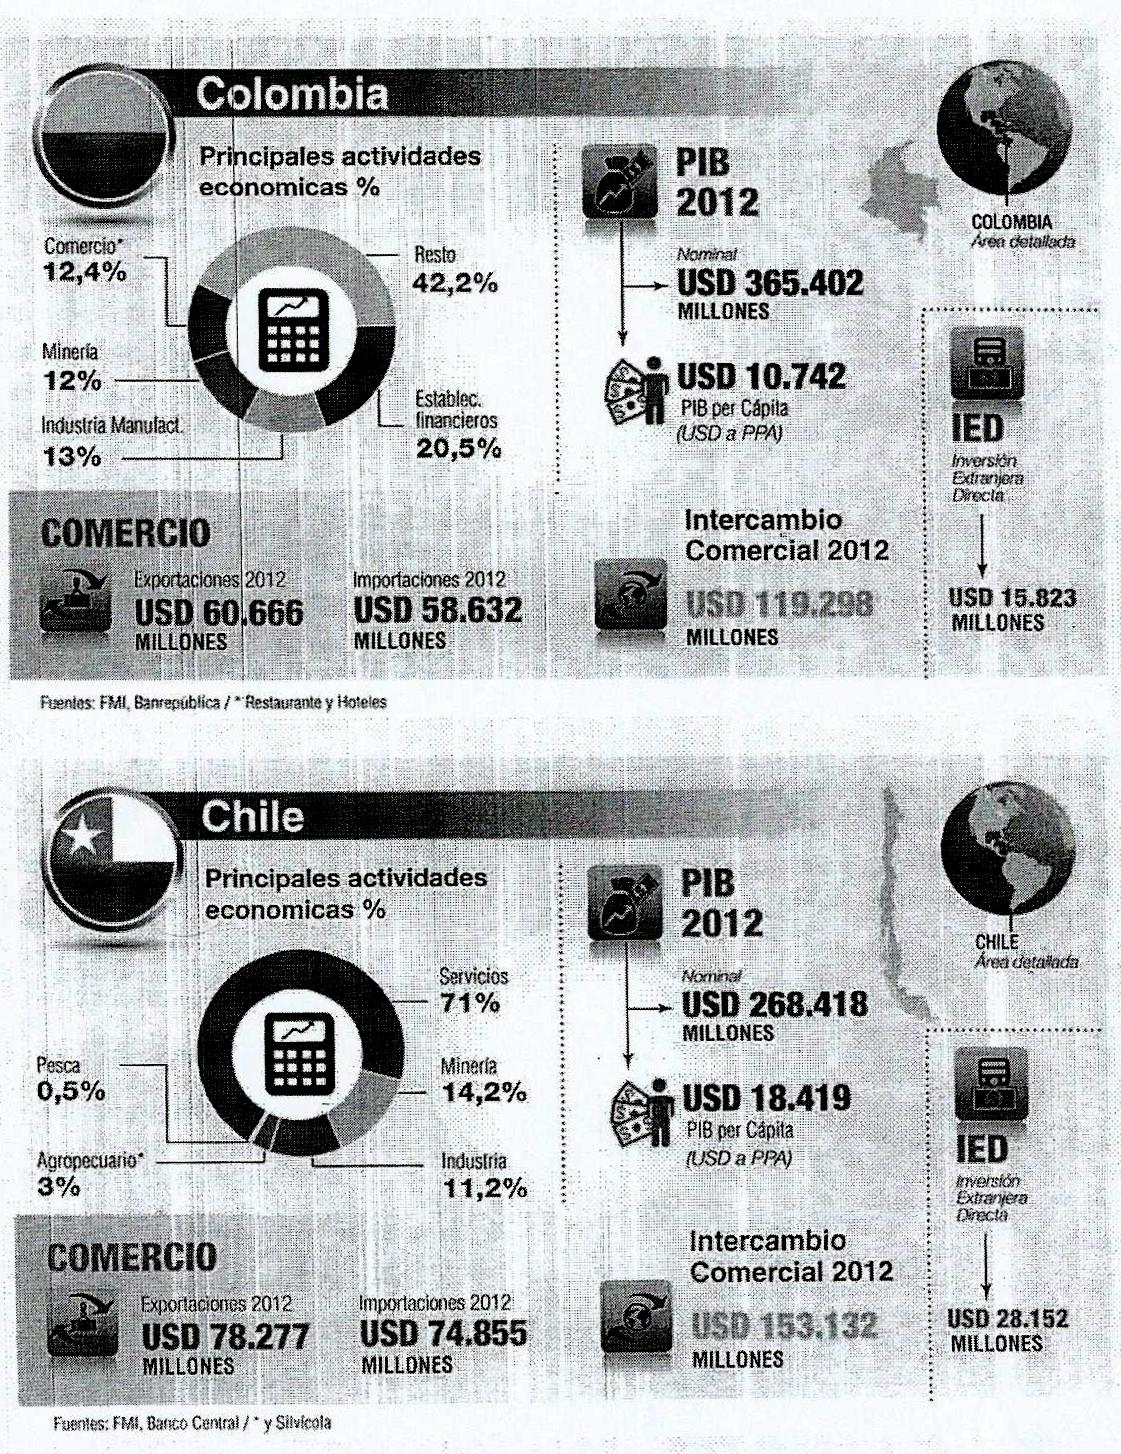 Colombia
Principales actividades
economicas %
Comercio*
12,4%
Resto
42,2%
Minería
12%
Establec.
financieros
20,5%
Industria Manufact.
13%
PIB
2012
Nominal
USD 365.402
MILLONES
USD 10.742
PIB per Cápita
(USD a PPA)
COLOMBIA
Área detallada
IED
Inversión
Extranjera
Directa
USD 15.823
MILLONES
COMERCIO
Exportaciones 2012
USD 60.666
MILLONES
Importaciones 2012
USD 58.632
MILLONES
Intercambio
Comercial 2012
USD 119.298
MILLONES
Fuentes: FMI, Banrepública / * Restaurante y Hoteles
Chile
Principales actividades
economicas %
Servicios
71%
Pesca
0,5%
Minería
14,2%
Agropecuario*
3%
Industria
11,2%
PIB
2012
Nominal
USD 268.418
MILLONES
USD 18.419
PIB per Cápita
(USD a PPA)
CHILE
Área detallada
IED
Inversión
Extranjera
Directa
USD 28.152
MILLONES
COMERCIO
Exportaciones 2012
USD 78.277
MILLONES
Importaciones 2012
USD 74.855
MILLONES
Intercambio
Comercial 2012
USD 153.132
MILLONES
Fuentes: FMI, Banco Central / * y Silvícola